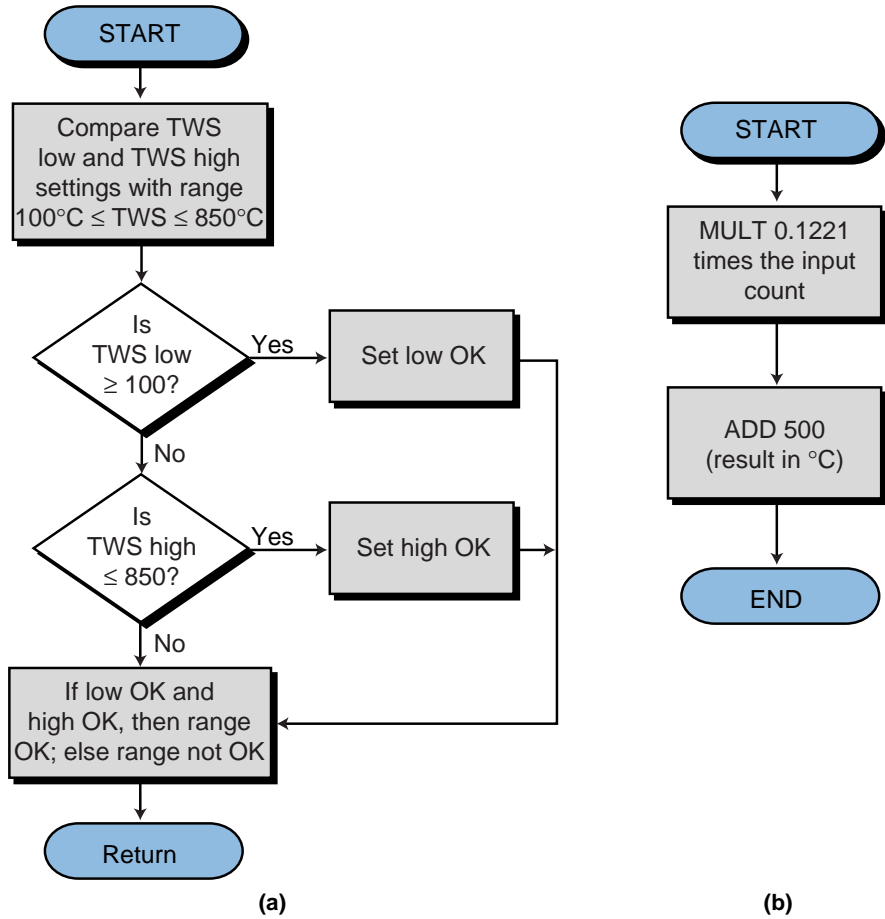 START
Compare TWS
low and TWS high
settings with range
100°C ≤ TWS ≤ 850°C
Is
TWS low
≥ 100?
Yes
Set low OK
No
Is
TWS high
≤ 850?
Yes
Set high OK
No
If low OK and
high OK, then range
OK; else range not OK
Return
(a)
START
MULT 0.1221
times the input
count
ADD 500
(result in °C)
END
(b)